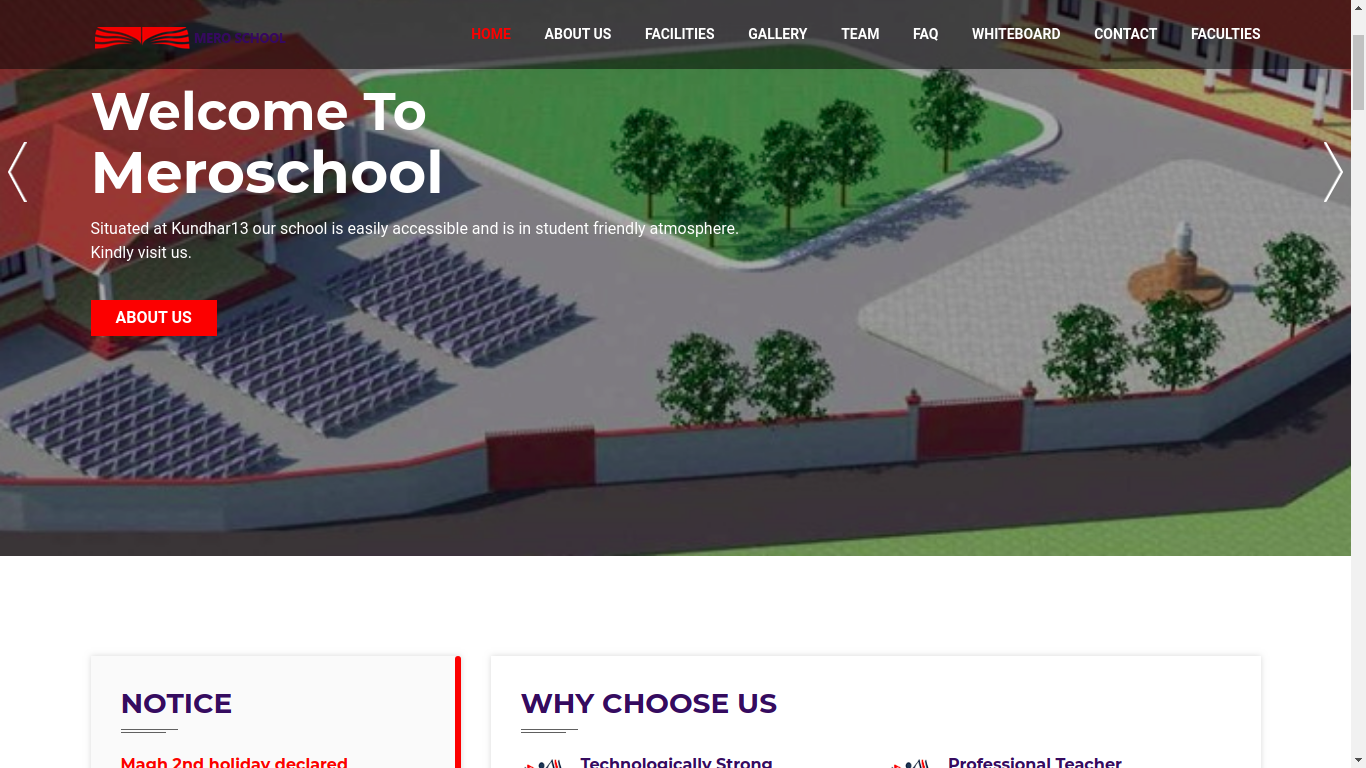 MERO SCHOOL
HOME ABOUT US FACILITIES GALLERY TEAM FAQ WHITEBOARD CONTACT FACULTIES
Welcome To
Meroschool
Situated at Kundhar13 our school is easily accessible and is in student friendly atmosphere.
Kindly visit us.
ABOUT US
NOTICE
Magh 2nd holiday declared
WHY CHOOSE US
Technologically Strong
Professional Teacher